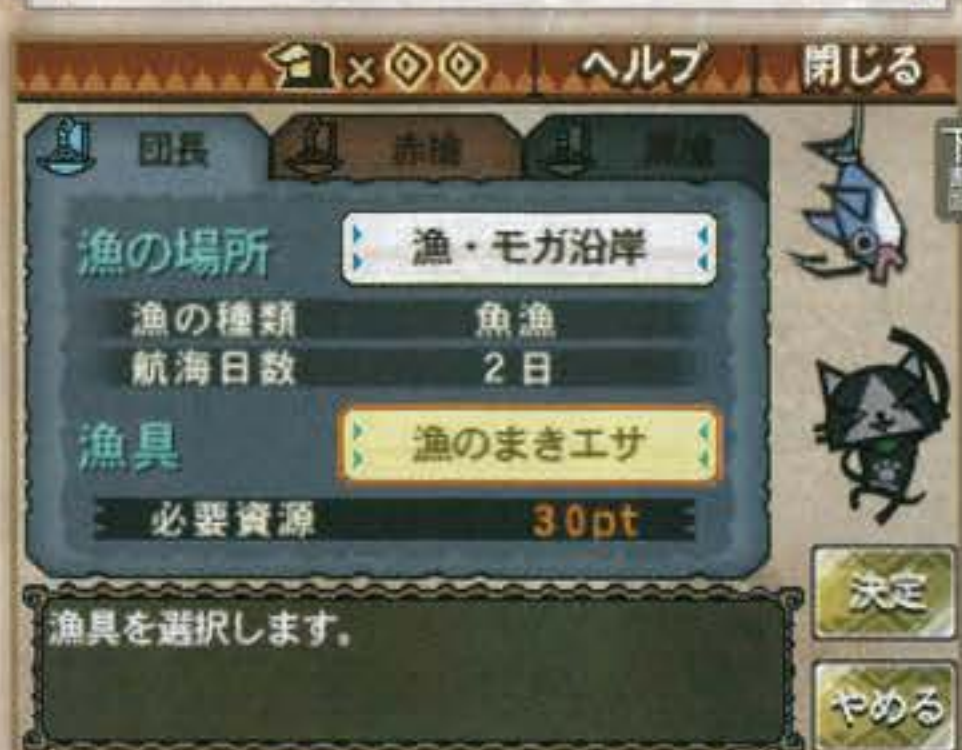 × ヘルプ 閉じる
団長 赤槍
漁の場所 漁・モガ沿岸
漁の種類 魚漁
航海日数 2日
漁具 漁のまきエサ
必要資源 30pt
漁具を選択します。
決定
やめる